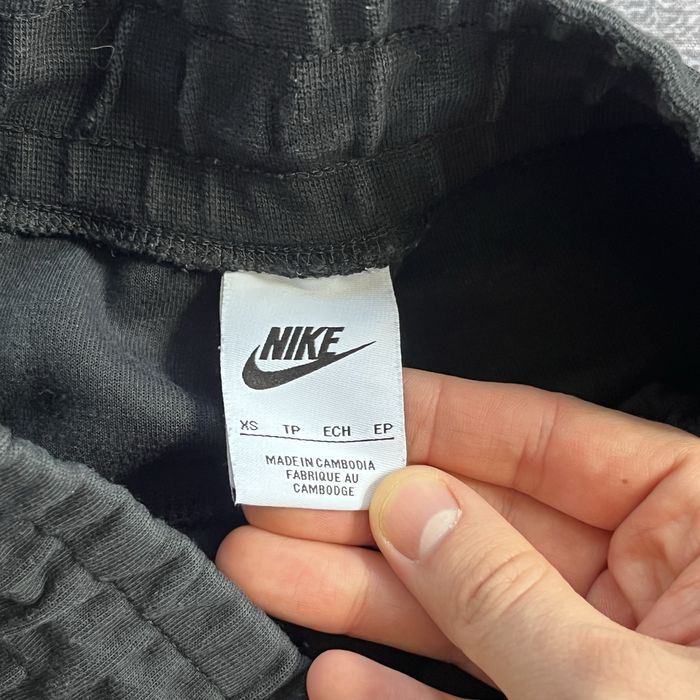 NIKE
XS TP ECH EP
MADE IN CAMBODIA
FABRIQUE AU
CAMBODGE